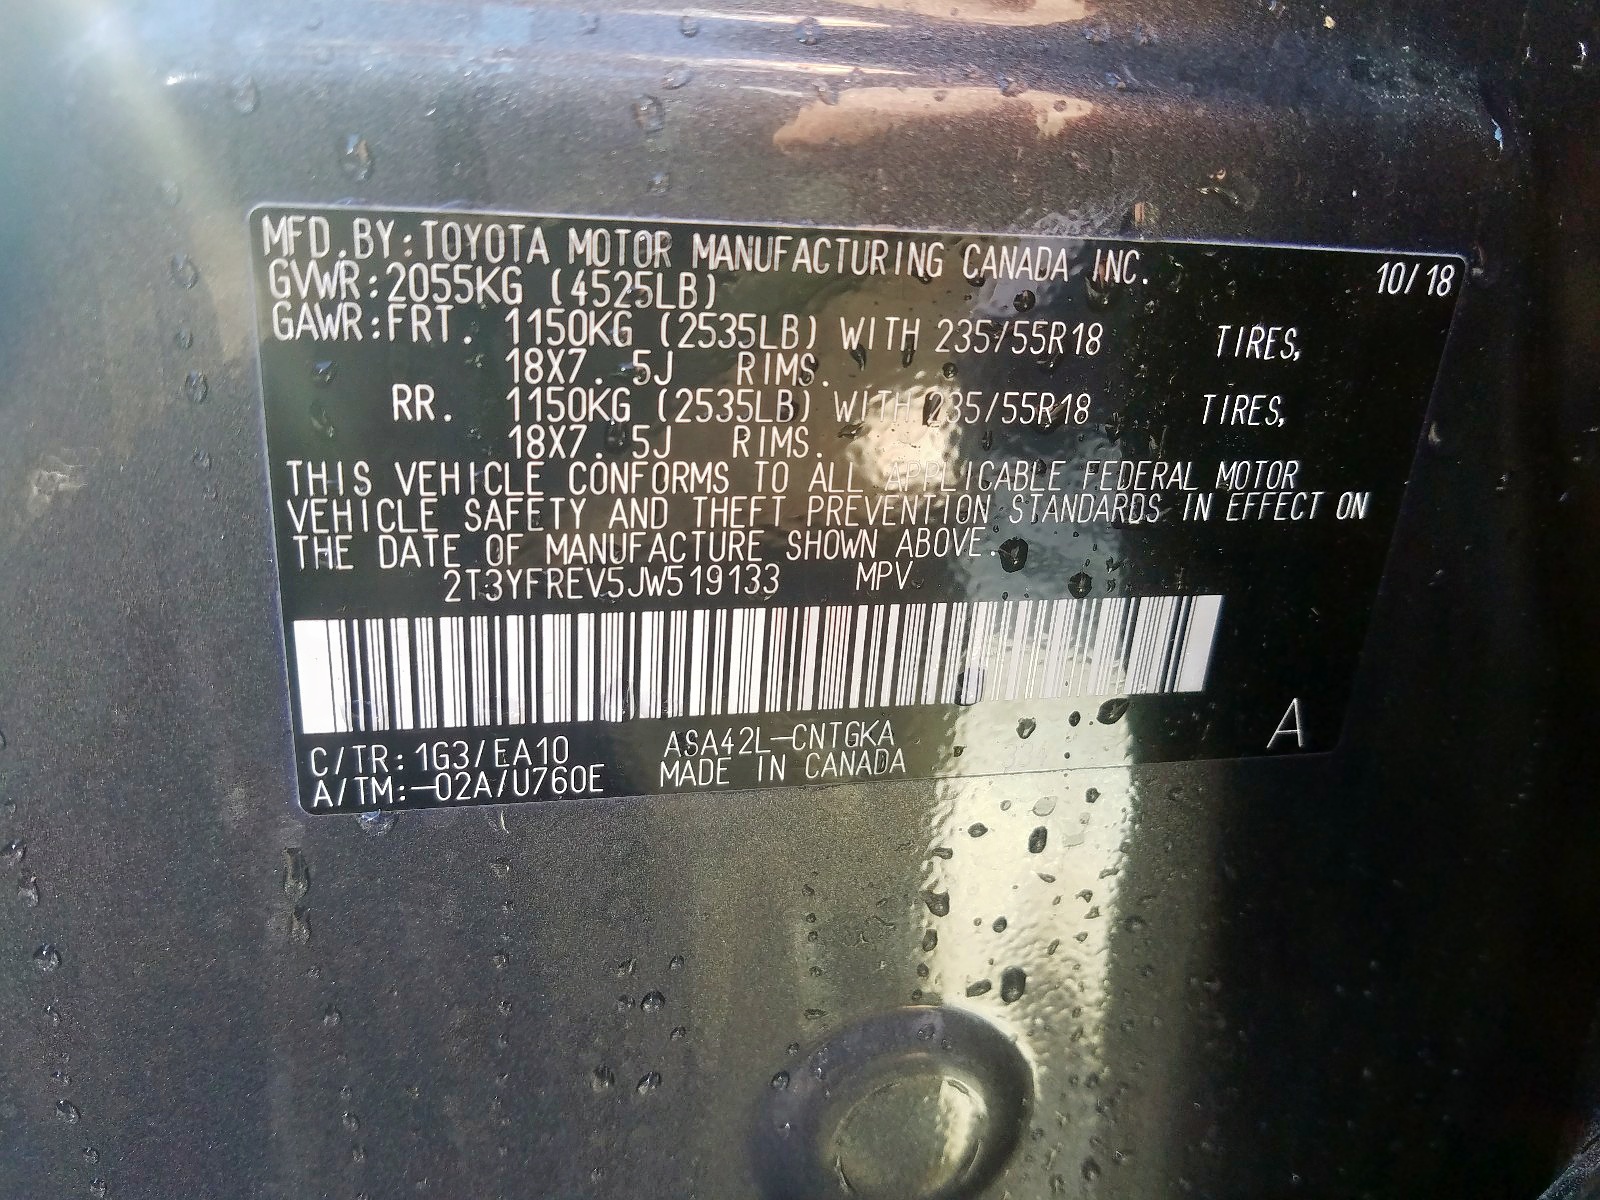 MFD.BY:TOYOTA MOTOR MANUFACTURING CANADA INC. 10/18
GVWR:2055KG (4525LB)
GAWR:FRT. 1150KG (2535LB) WITH 235/55R18 TIRES,
18X7.5J RIMS.
RR. 1150KG (2535LB) WITH 235/55R18 TIRES,
18X7.5J RIMS.
THIS VEHICLE CONFORMS TO ALL APPLICABLE FEDERAL MOTOR
VEHICLE SAFETY AND THEFT PREVENTION STANDARDS IN EFFECT ON
THE DATE OF MANUFACTURE SHOWN ABOVE.
2T3YFREV5JW519133 MPV
C/TR: 1G3/EA10 ASA42L-CNTGKA A
A/TM:-02A/U760E MADE IN CANADA